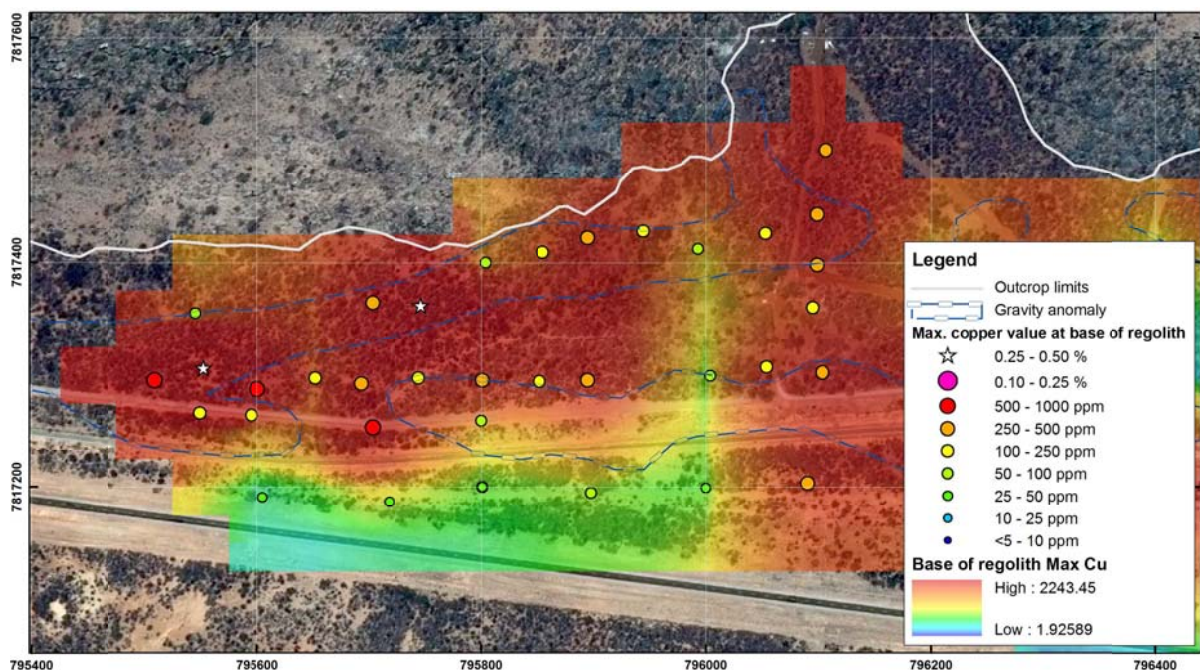 7817600
7817400
7817200
795400
795600
795800
796000
796200
796400
Legend
Outcrop limits
Gravity anomaly
Max. copper value at base of regolith
0.25 - 0.50 %
0.10 - 0.25 %
500 - 1000 ppm
250 - 500 ppm
100 - 250 ppm
50 - 100 ppm
25 - 50 ppm
10 - 25 ppm
<5 - 10 ppm
Base of regolith Max Cu
High : 2243.45
Low : 1.92589